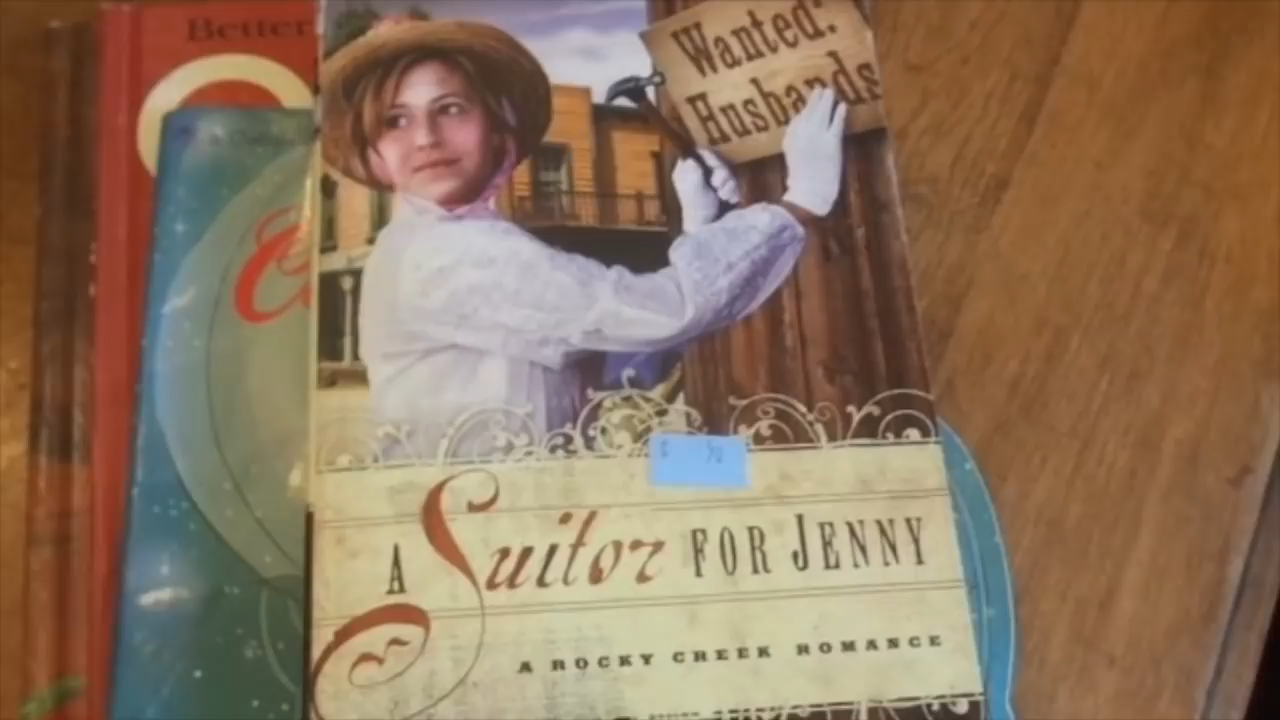 Better
Wanted:
Husbands
A Suitor FOR JENNY
A ROCKY CREEK ROMANCE